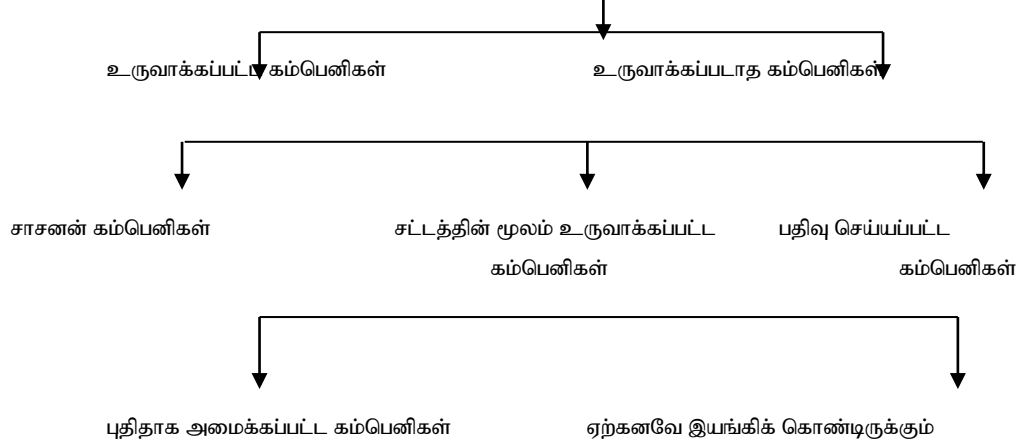 உருவாக்கப்பட்ட கம்பெனிகள் உருவாக்கப்படாத கம்பெனிகள்
சாசனன் கம்பெனிகள் சட்டத்தின் மூலம் உருவாக்கப்பட்ட பதிவு செய்யப்பட்ட
கம்பெனிகள் கம்பெனிகள்
புதிதாக அமைக்கப்பட்ட கம்பெனிகள் ஏற்கனவே இயங்கிக் கொண்டிருக்கும்